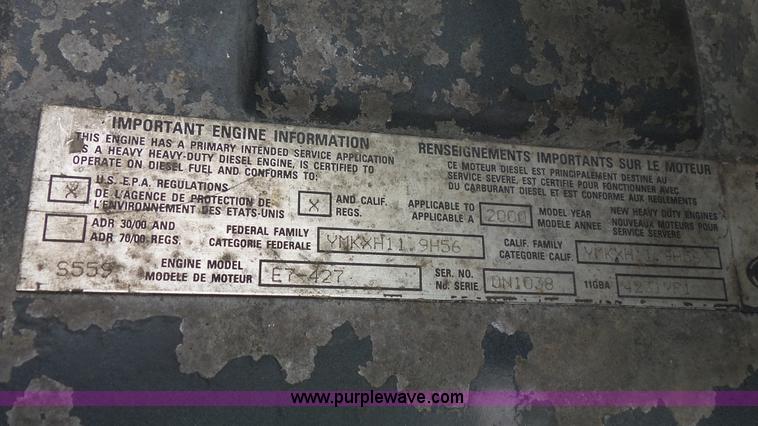 IMPORTANT ENGINE INFORMATION
THIS ENGINE HAS A PRIMARY INTENDED SERVICE APPLICATION
IS A HEAVY HEAVY-DUTY DIESEL ENGINE, IS CERTIFIED TO
OPERATE ON DIESEL FUEL AND CONFORMS TO:
X U.S. E.P.A. REGULATIONS
DE L'AGENCE DE PROTECTION DE
L'ENVIRONNEMENT DES ETATS-UNIS
X AND CALIF.
REGS.
ADR 30/00 AND
ADR 70/00 REGS.
RENSEIGNEMENTS IMPORTANTS SUR LE MOTEUR
CE MOTEUR DIESEL EST PRINCIPALEMENT DESTINE AU
SERVICE SEVERE, EST CERTIFIE POUR FONCTIONNER AVEC
DU CARBURANT DIESEL ET EST CONFORME AUX REGLEMENTS
APPLICABLE TO
APPLICABLE A
2000
MODEL YEAR
MODELE ANNEE
NEW HEAVY DUTY ENGINES
NOUVEAUX MOTEURS POUR
SERVICE SEVERE
FEDERAL FAMILY
CATEGORIE FEDERALE
YMKXH11.9H56
CALIF. FAMILY
CATEGORIE CALIF.
S559
ENGINE MODEL
MODELE DE MOTEUR
E7-427
SER. NO.
No. SERIE
11GBA
www.purplewave.com